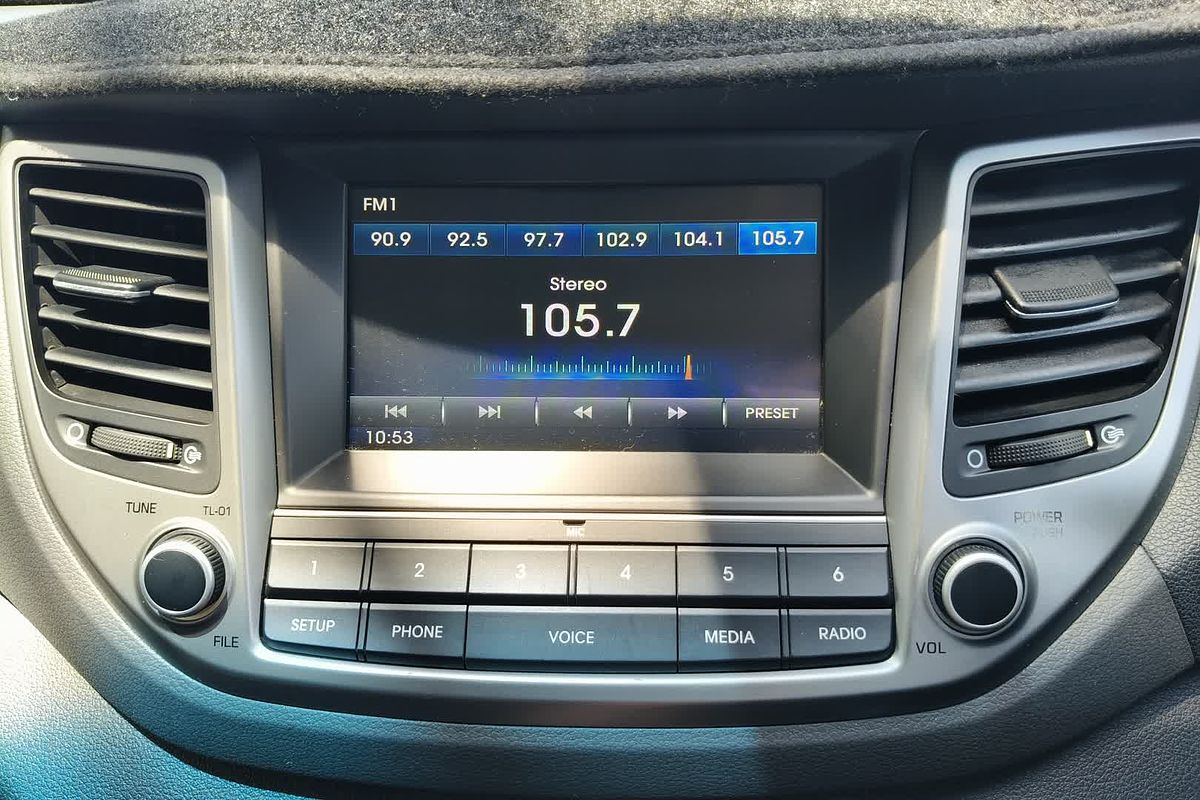 FM1
90.9 92.5 97.7 102.9 104.1 105.7
Stereo
105.7
PRESET
10:53
TUNE TL-01
POWER
PUSH
MIC
1 2 3 4 5 6
SETUP PHONE VOICE MEDIA RADIO
FILE
VOL